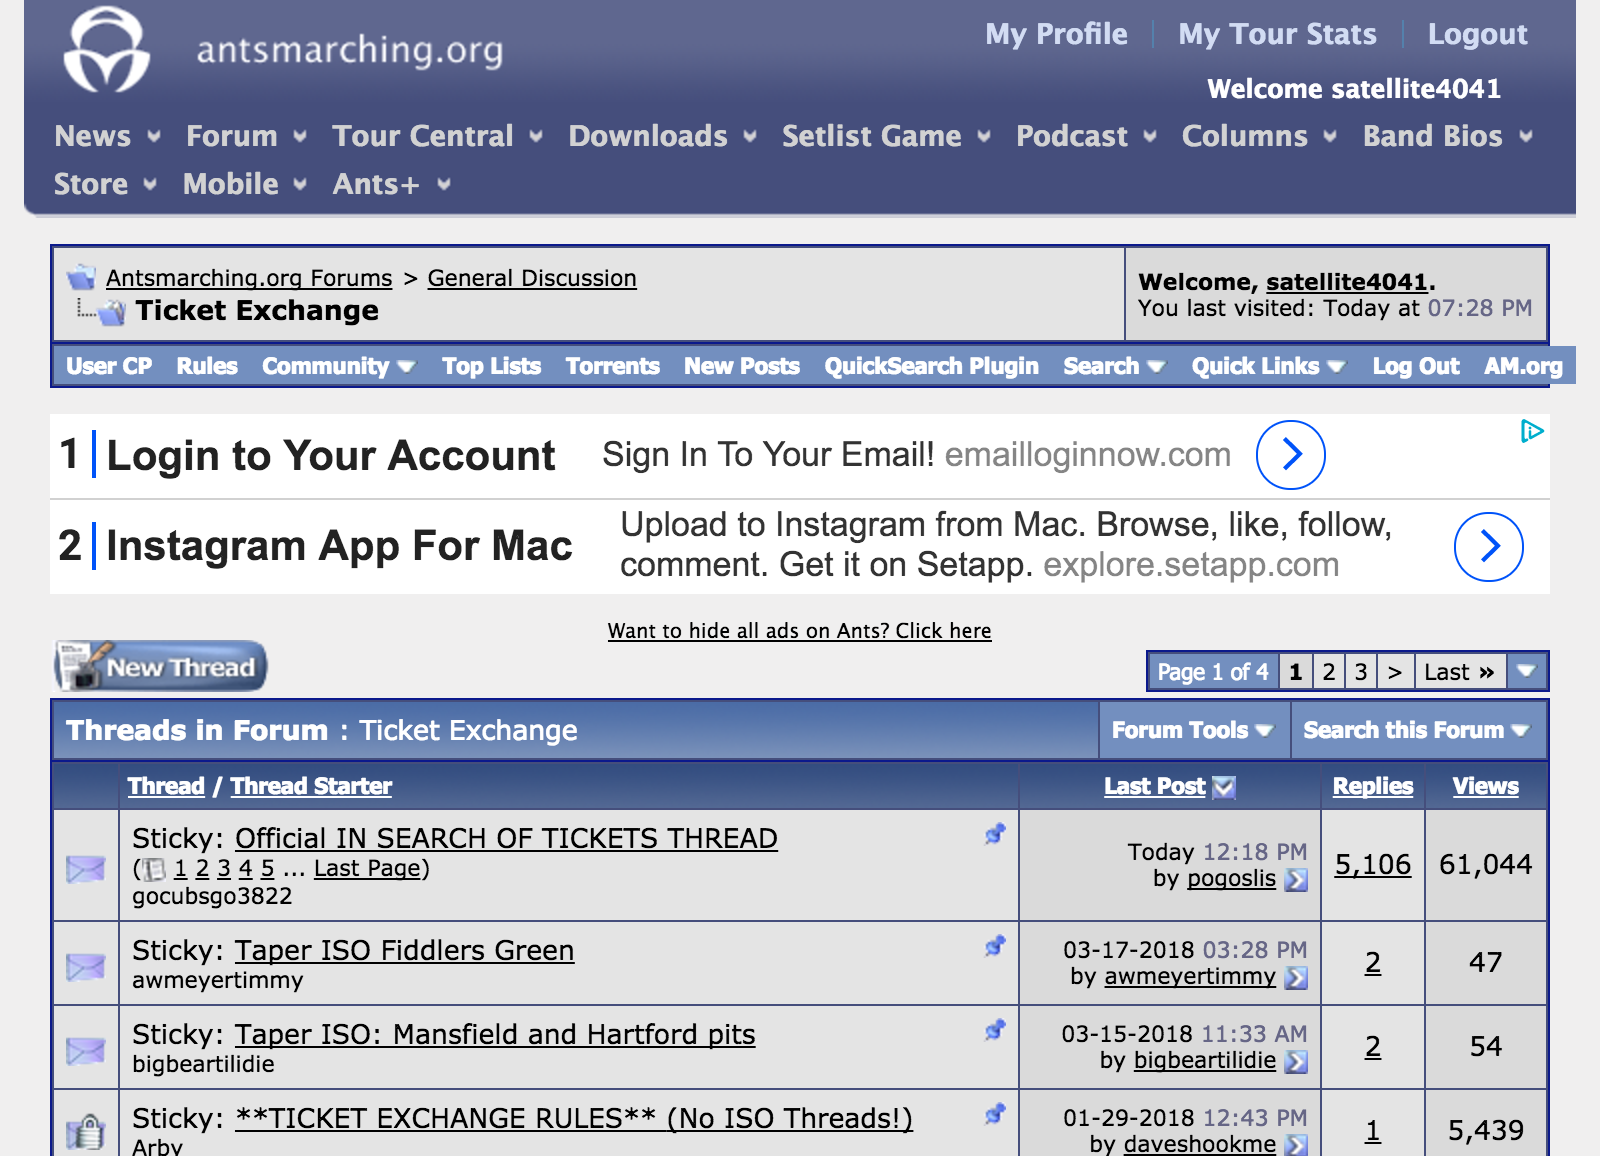 antsmarching.org
My Profile My Tour Stats Logout
Welcome satellite4041
News Forum Tour Central Downloads Setlist Game Podcast Columns Band Bios
Store Mobile Ants+
Antsmarching.org Forums > General Discussion
Ticket Exchange
Welcome, satellite4041.
You last visited: Today at 07:28 PM
User CP Rules Community Top Lists Torrents New Posts QuickSearch Plugin Search Quick Links Log Out AM.org
1 Login to Your Account Sign In To Your Email! emailloginnow.com
2 Instagram App For Mac Upload to Instagram from Mac. Browse, like, follow,
comment. Get it on Setapp. explore.setapp.com
Want to hide all ads on Ants? Click here
New Thread
Page 1 of 4 1 2 3 > Last »
Threads in Forum : Ticket Exchange Forum Tools Search this Forum
Thread / Thread Starter Last Post Replies Views
Sticky: Official IN SEARCH OF TICKETS THREAD
(1 2 3 4 5 ... Last Page)
gocubsgo3822
Today 12:18 PM
by pogoslis
5,106 61,044
Sticky: Taper ISO Fiddlers Green
awmeyertimmy
03-17-2018 03:28 PM
by awmeyertimmy
2 47
Sticky: Taper ISO: Mansfield and Hartford pits
bigbeartilidie
03-15-2018 11:33 AM
by bigbeartilidie
2 54
Sticky: **TICKET EXCHANGE RULES** (No ISO Threads!)
Arby
01-29-2018 12:43 PM
by daveshookme
1 5,439